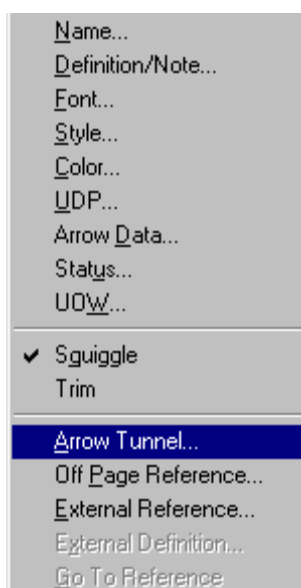 Name...
Definition/Note...
Font...
Style...
Color...
UDP...
Arrow Data...
Status...
UOW...
Squiggle
Trim
Arrow Tunnel...
Off Page Reference...
External Reference...
External Definition...
Go To Reference